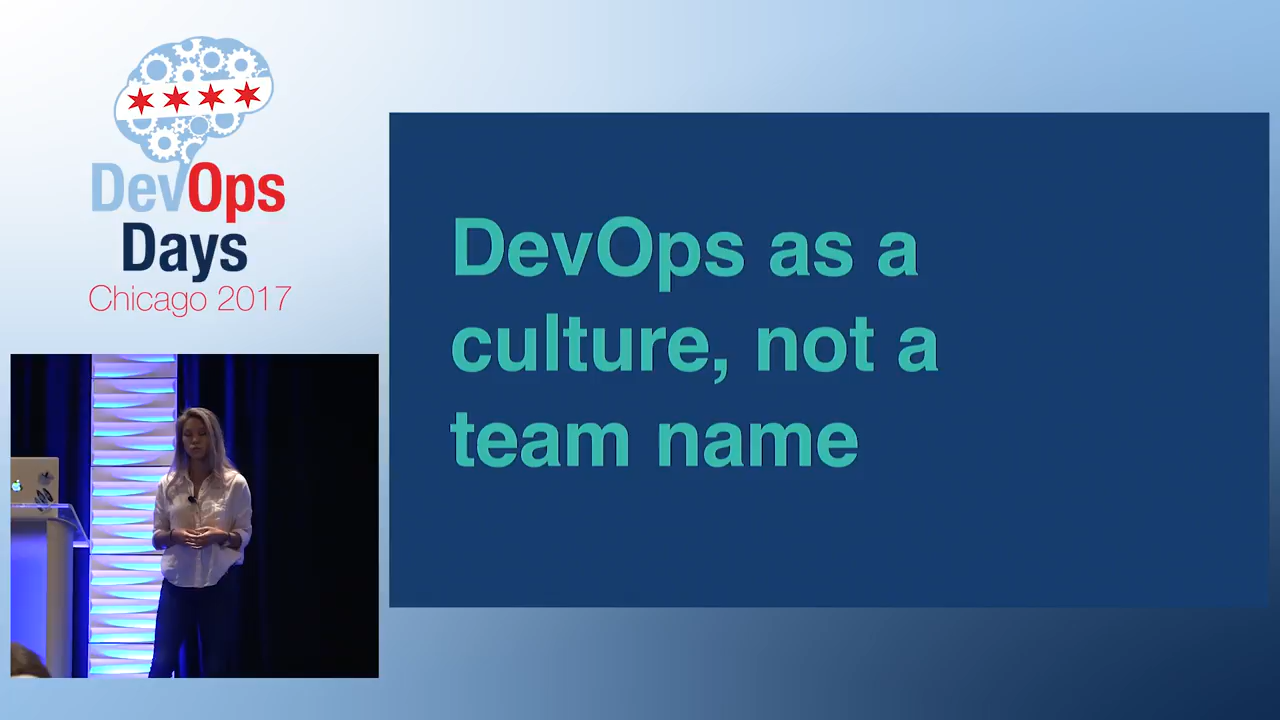 DevOps
Days
Chicago 2017
DevOps as a
culture, not a
team name